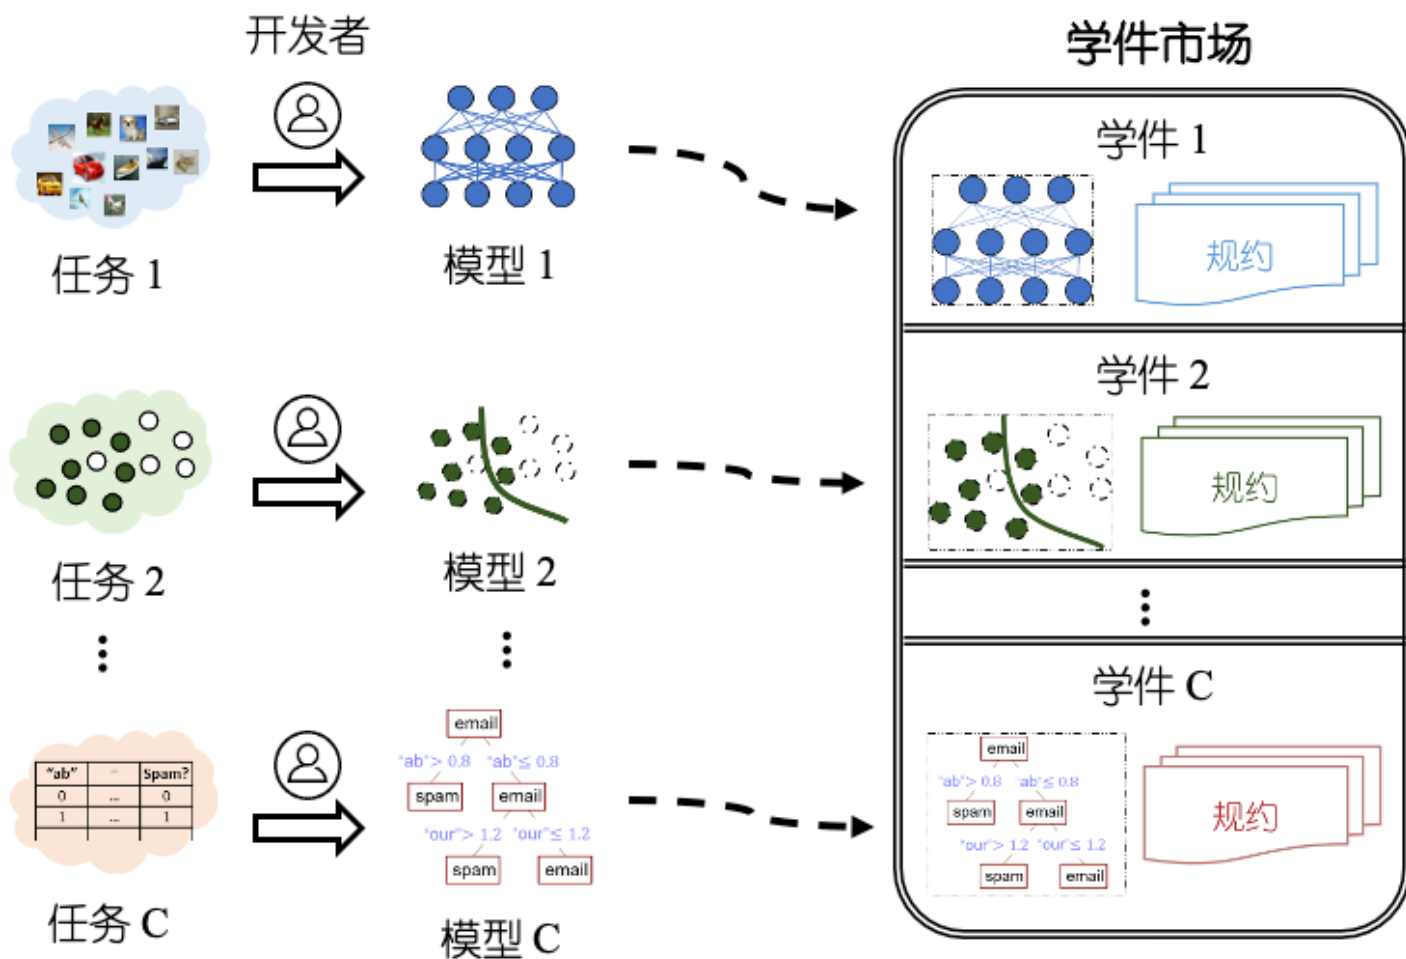 开发者
学件市场
任务 1
模型 1
学件 1
规约
任务 2
模型 2
学件 2
规约
"ab" ... Spam?
0 ... 0
1 ... 1
任务 C
email
"ab"> 0.8 "ab"≤ 0.8
spam email
"our"> 1.2 "our"≤ 1.2
spam email
模型 C
学件 C
email
"ab"> 0.8 "ab"≤ 0.8
spam email
"our"> 1.2 "our"≤ 1.2
spam email
规约